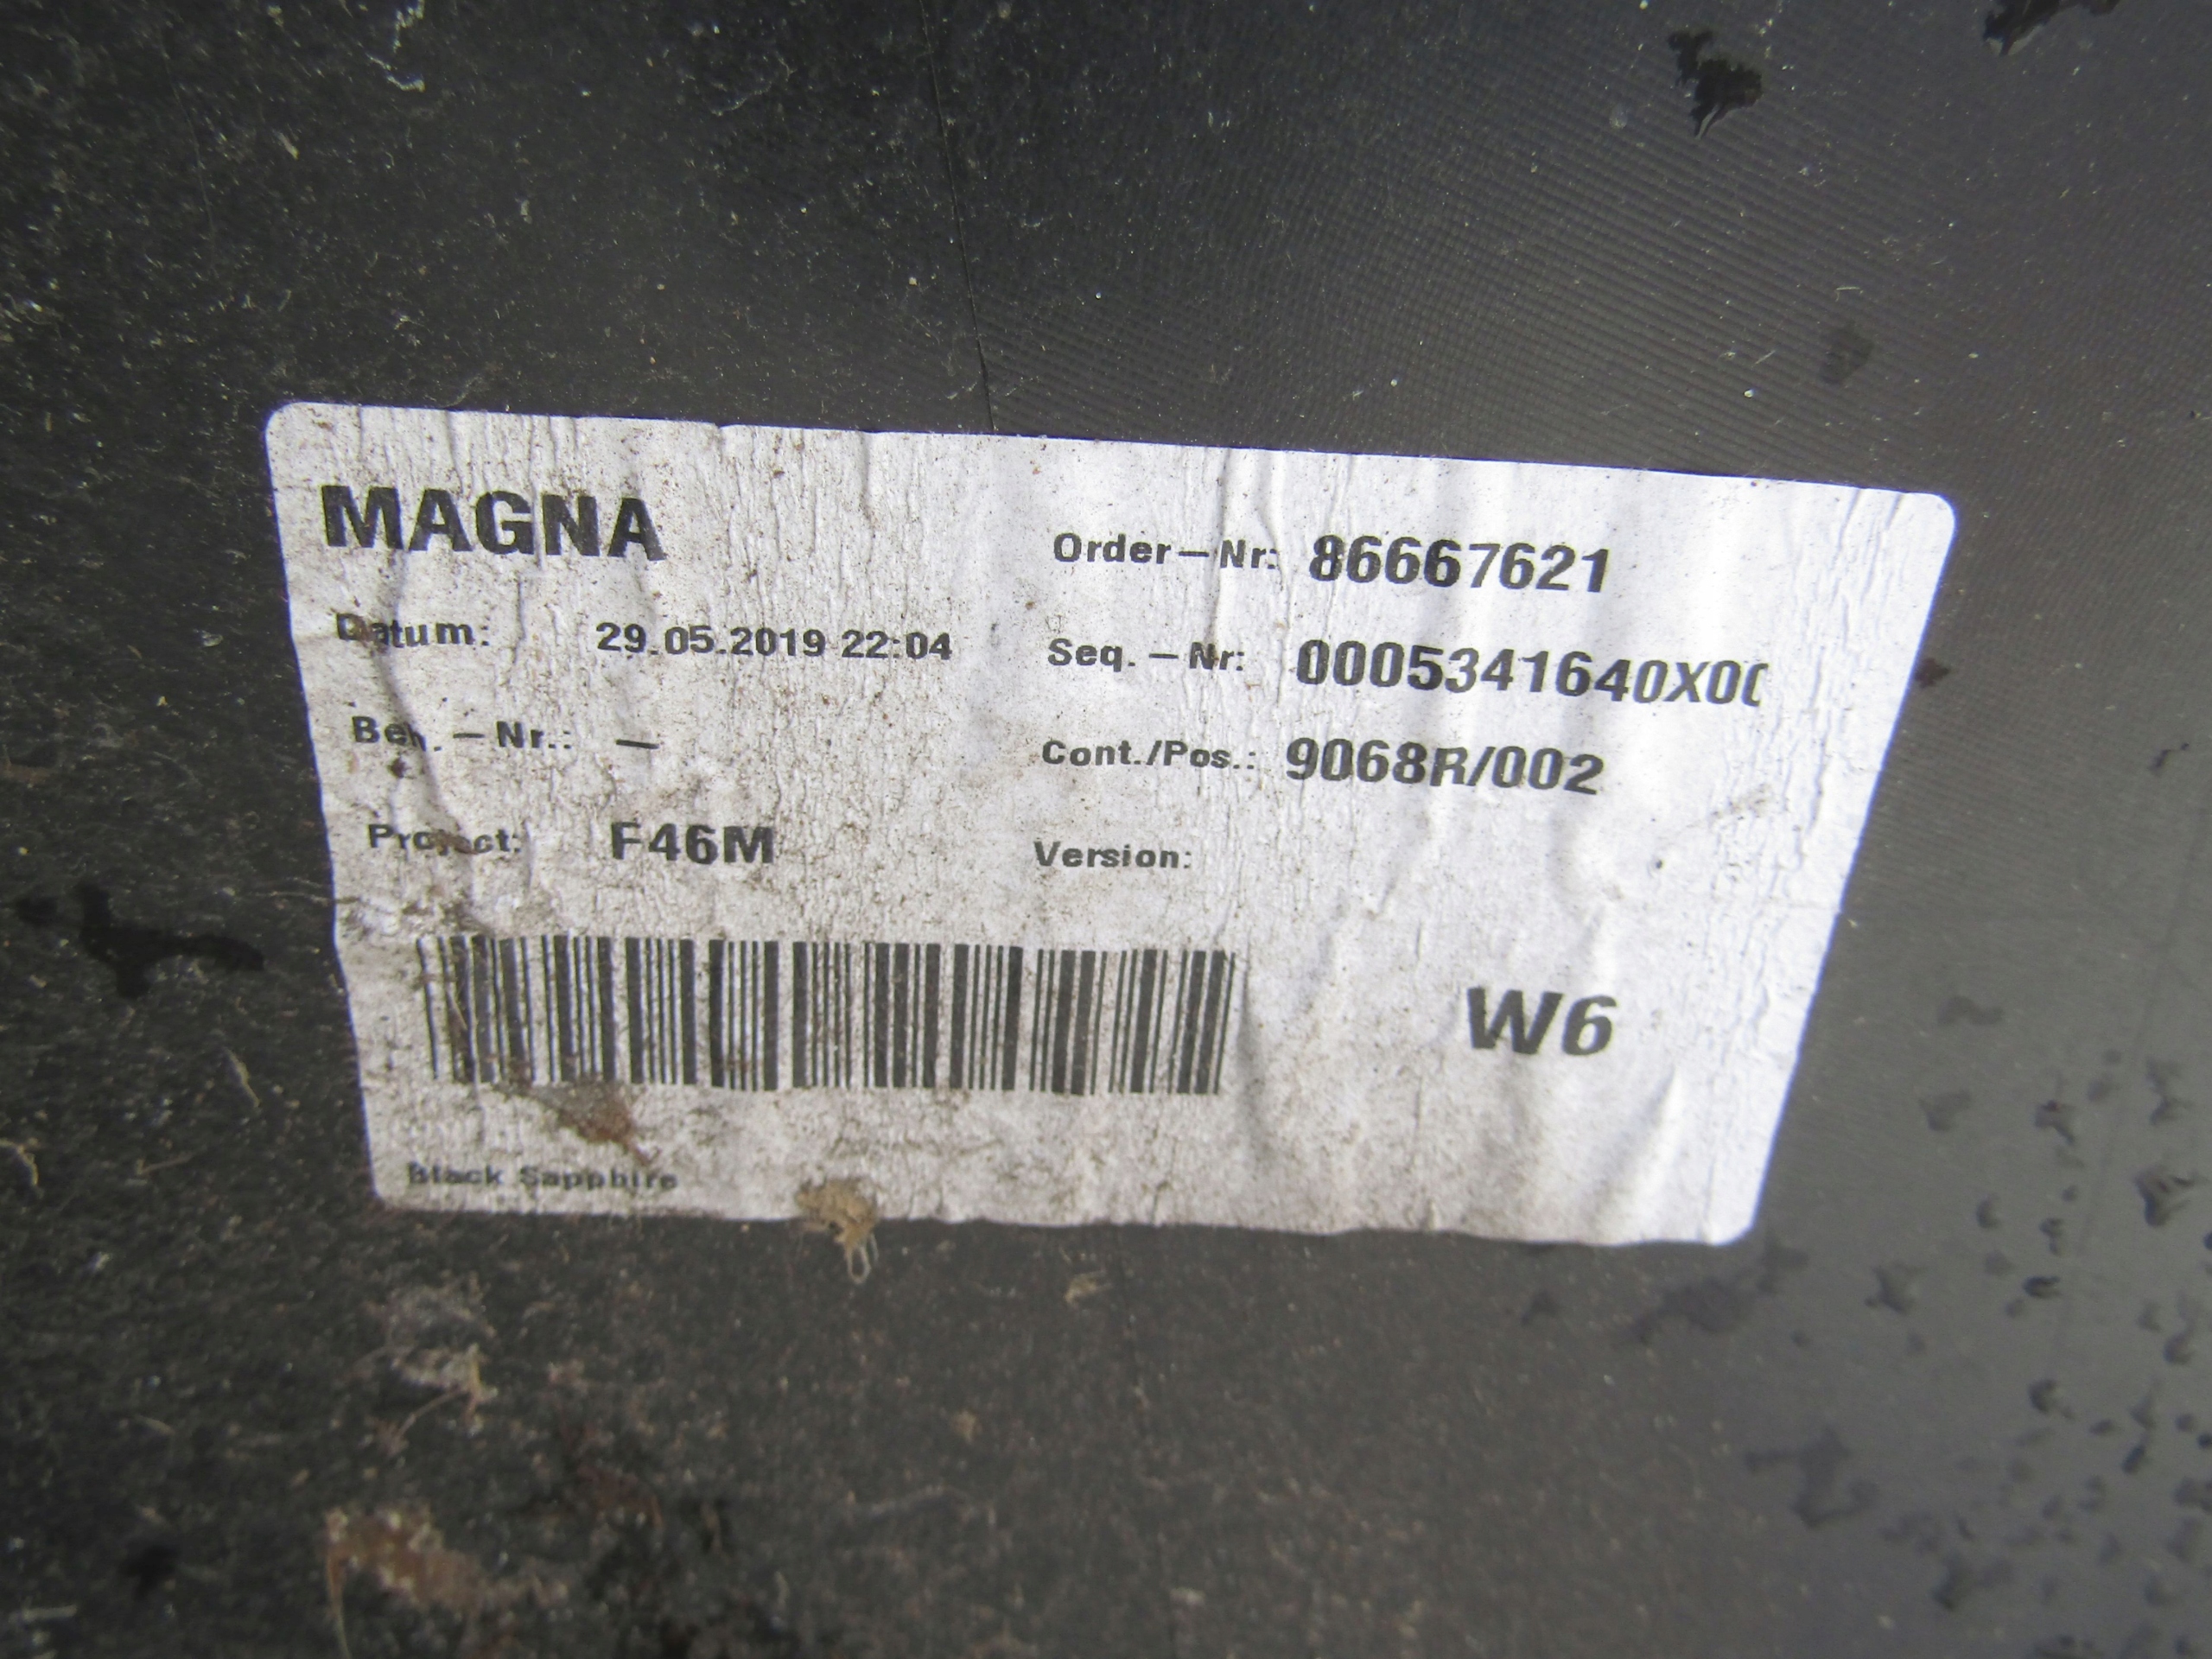 MAGNA
Order-Nr: 86667621
Datum: 29.05.2019 22:04
Seq.-Nr: 0005341640X00
Beh.-Nr.: -
Cont./Pos.: 9068R/002
Project: F46M
Version:
W6
Black Sapphire